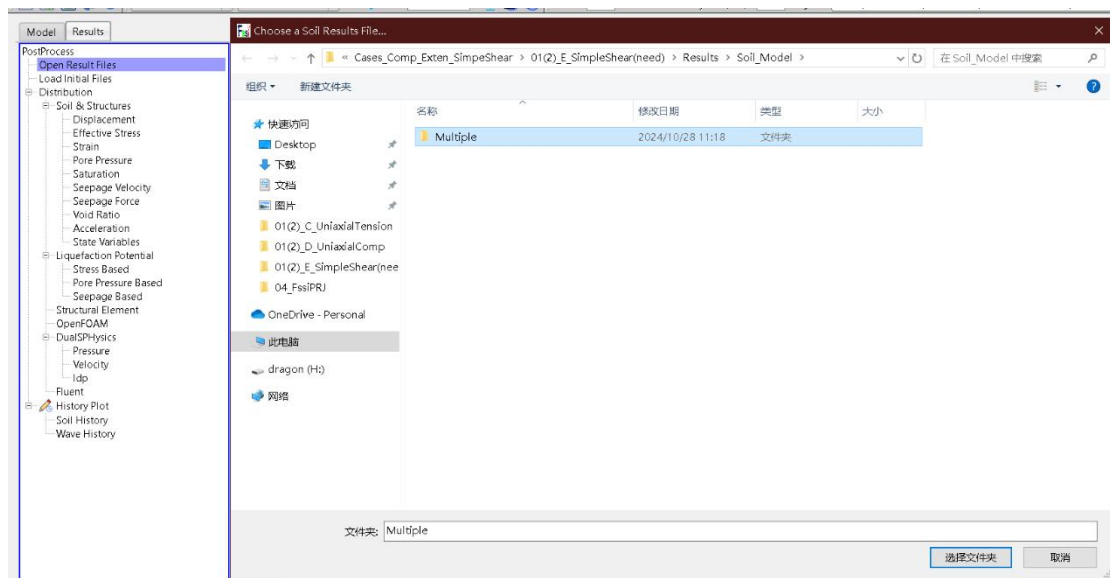 Model Results
PostProcess
Open Result Files
Load Initial Files
Distribution
Soil & Structures
Displacement
Effective Stress
Strain
Pore Pressure
Saturation
Seepage Velocity
Seepage Force
Void Ratio
Acceleration
State Variables
Liquefaction Potential
Stress Based
Pore Pressure Based
Seepage Based
Structural Element
OpenFOAM
DualSPHysics
Pressure
Velocity
Idp
Fluent
History Plot
Soil History
Wave History
Choose a Soil Results File...
« Cases_Comp_Exten_SimpeShear › 01(2)_E_SimpleShear(need) › Results › Soil_Model ›
在 Soil_Model 中搜索
组织 新建文件夹
名称 修改日期 类型 大小
Multiple 2024/10/28 11:18 文件夹
快速访问
Desktop
下载
文档
图片
01(2)_C_UniaxialTension
01(2)_D_UniaxialComp
01(2)_E_SimpleShear(nee
04_FssiPRJ
OneDrive - Personal
此电脑
dragon (H:)
网络
文件夹: Multiple
选择文件夹 取消